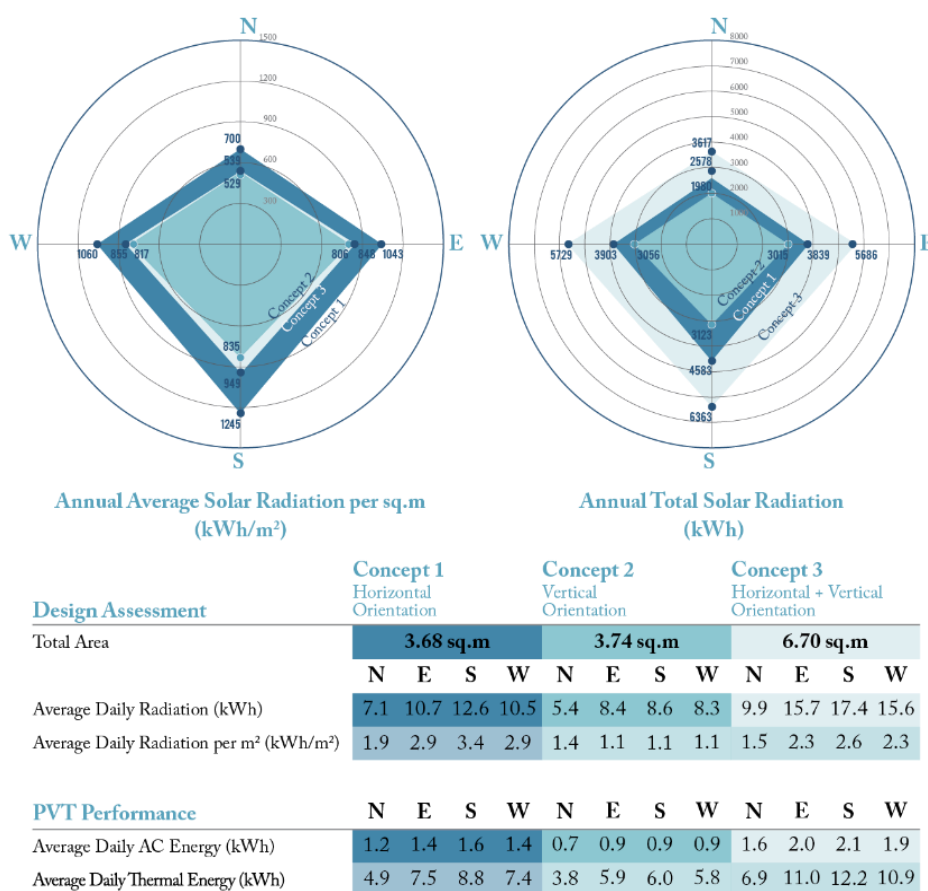 N
1500
1200
900
600
300
700
539
529
W
1060
855
817
806
848
1043
E
Concept 2
Concept 3
Concept 1
835
949
1245
S
Annual Average Solar Radiation per sq.m
(kWh/m²)
N
8000
7000
6000
5000
4000
3000
2000
3617
2578
1980
W
5729
3903
3056
3015
3839
5686
E
Concept 2
Concept 1
Concept 3
3123
4583
6363
S
Annual Total Solar Radiation
(kWh)
Concept 1 Concept 2 Concept 3
Horizontal Vertical Horizontal + Vertical
Design Assessment Orientation Orientation Orientation
Total Area 3.68 sq.m 3.74 sq.m 6.70 sq.m
N E S W N E S W N E S W
Average Daily Radiation (kWh) 7.1 10.7 12.6 10.5 5.4 8.4 8.6 8.3 9.9 15.7 17.4 15.6
Average Daily Radiation per m² (kWh/m²) 1.9 2.9 3.4 2.9 1.4 1.1 1.1 1.1 1.5 2.3 2.6 2.3
PVT Performance N E S W N E S W N E S W
Average Daily AC Energy (kWh) 1.2 1.4 1.6 1.4 0.7 0.9 0.9 0.9 1.6 2.0 2.1 1.9
Average Daily Thermal Energy (kWh) 4.9 7.5 8.8 7.4 3.8 5.9 6.0 5.8 6.9 11.0 12.2 10.9